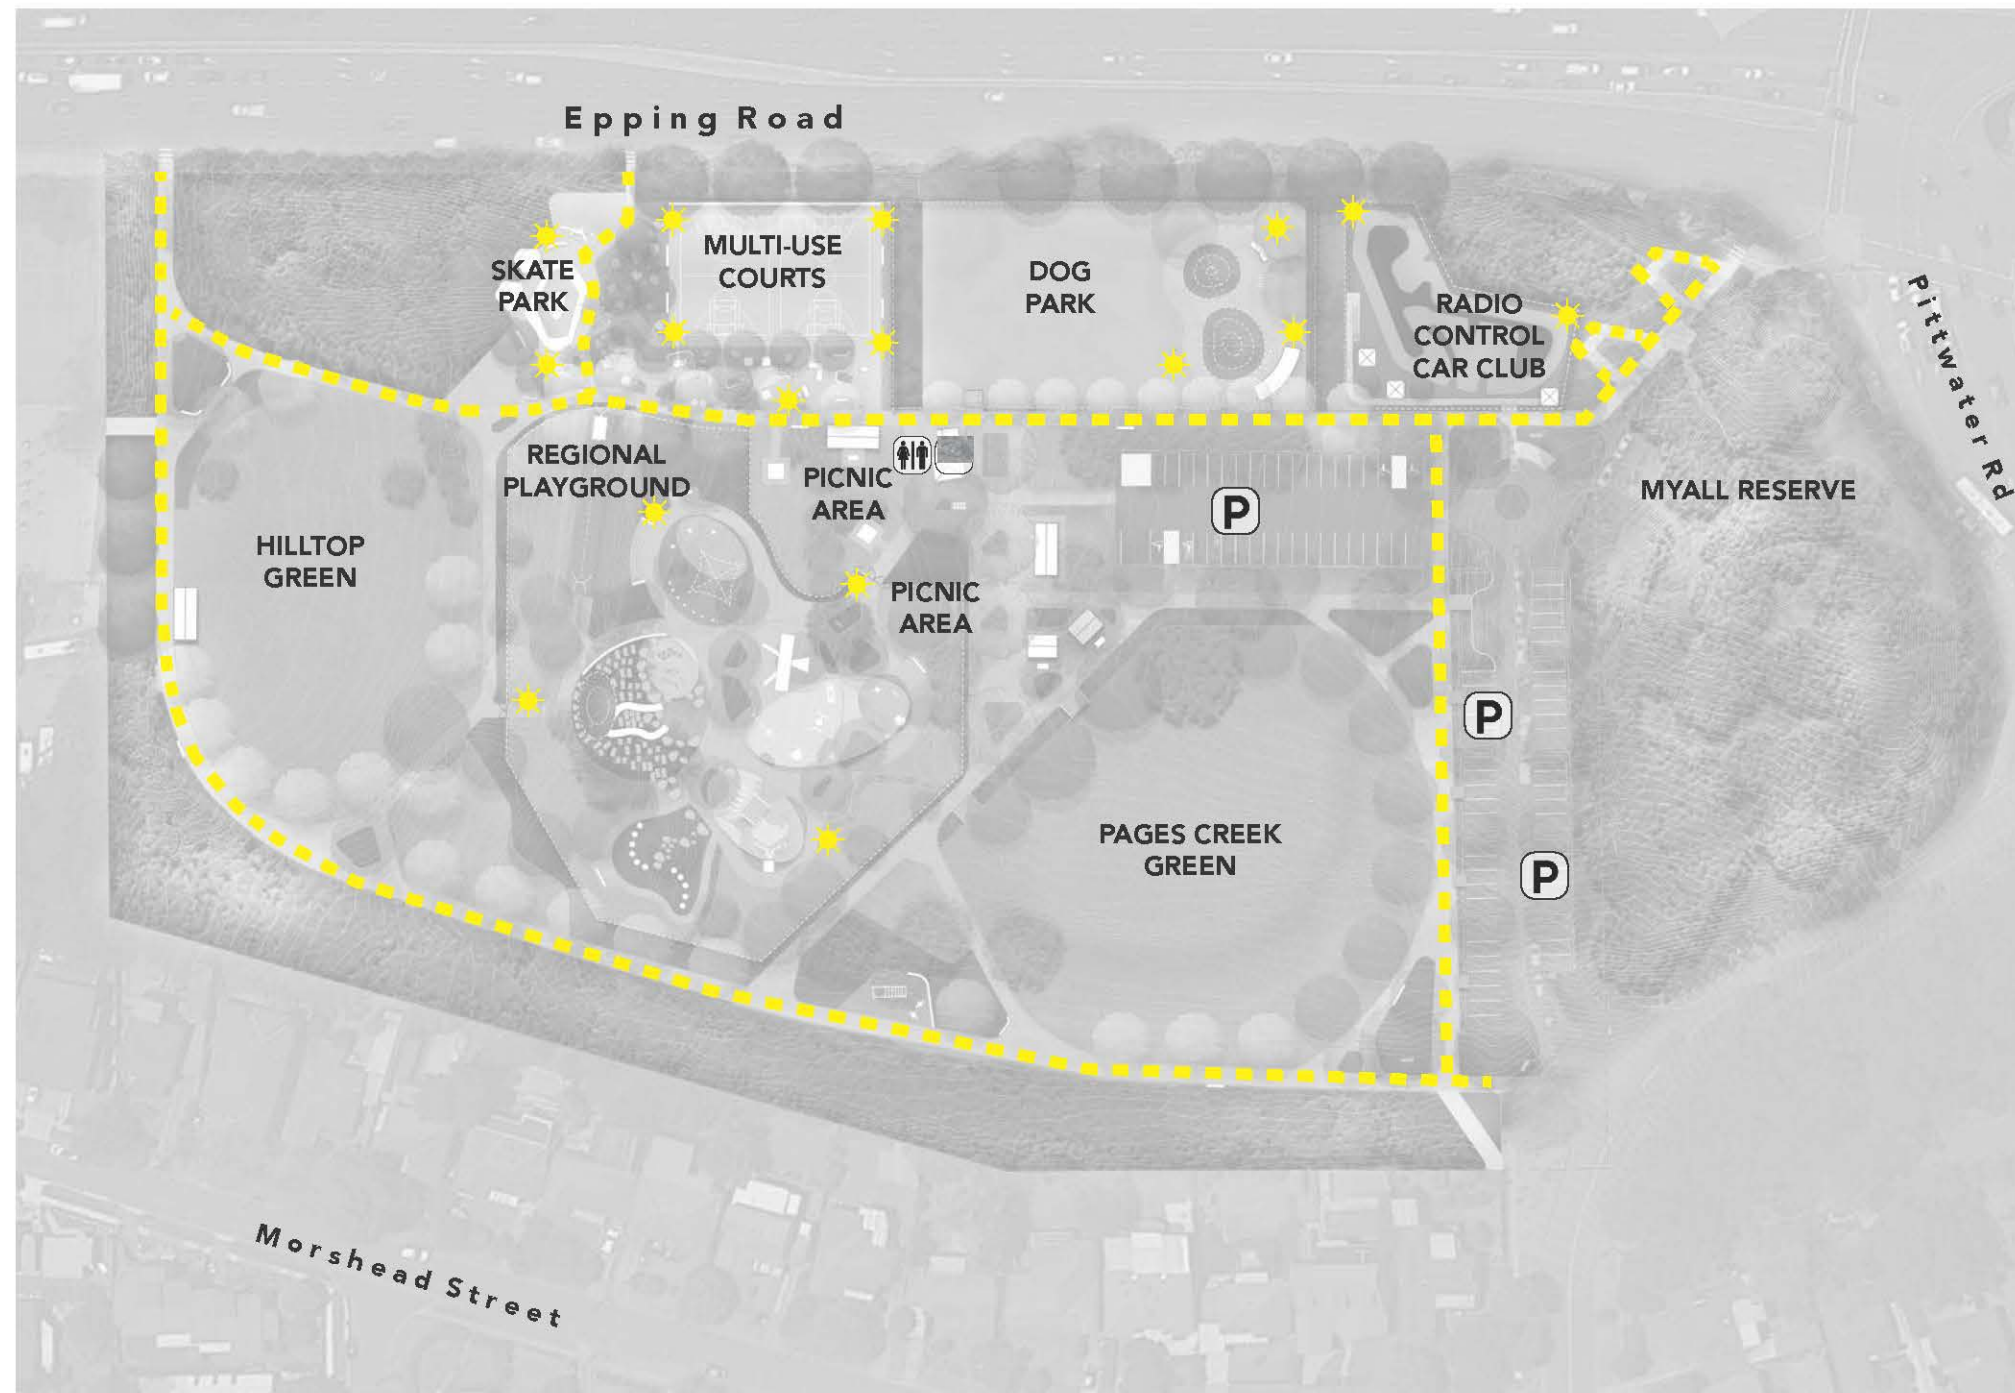 Epping Road
MULTI-USE
COURTS
SKATE
PARK
DOG
PARK
RADIO
CONTROL
CAR CLUB
Pittwater Rd
REGIONAL
PLAYGROUND
PICNIC
AREA
P
MYALL RESERVE
HILLTOP
GREEN
PICNIC
AREA
P
PAGES CREEK
GREEN
P
Morshead Street